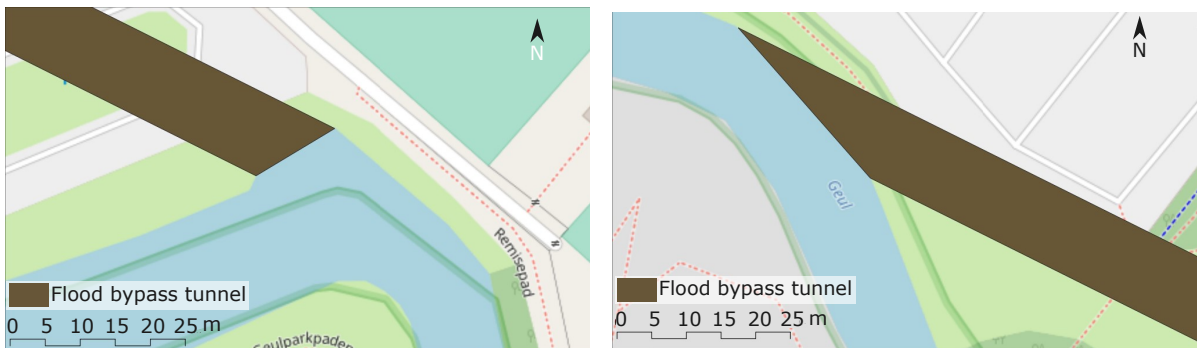 N
Remisepad
Flood bypass tunnel
0 5 10 15 20 25 m
Geulparkpaden
N
Geul
Flood bypass tunnel
0 5 10 15 20 25 m